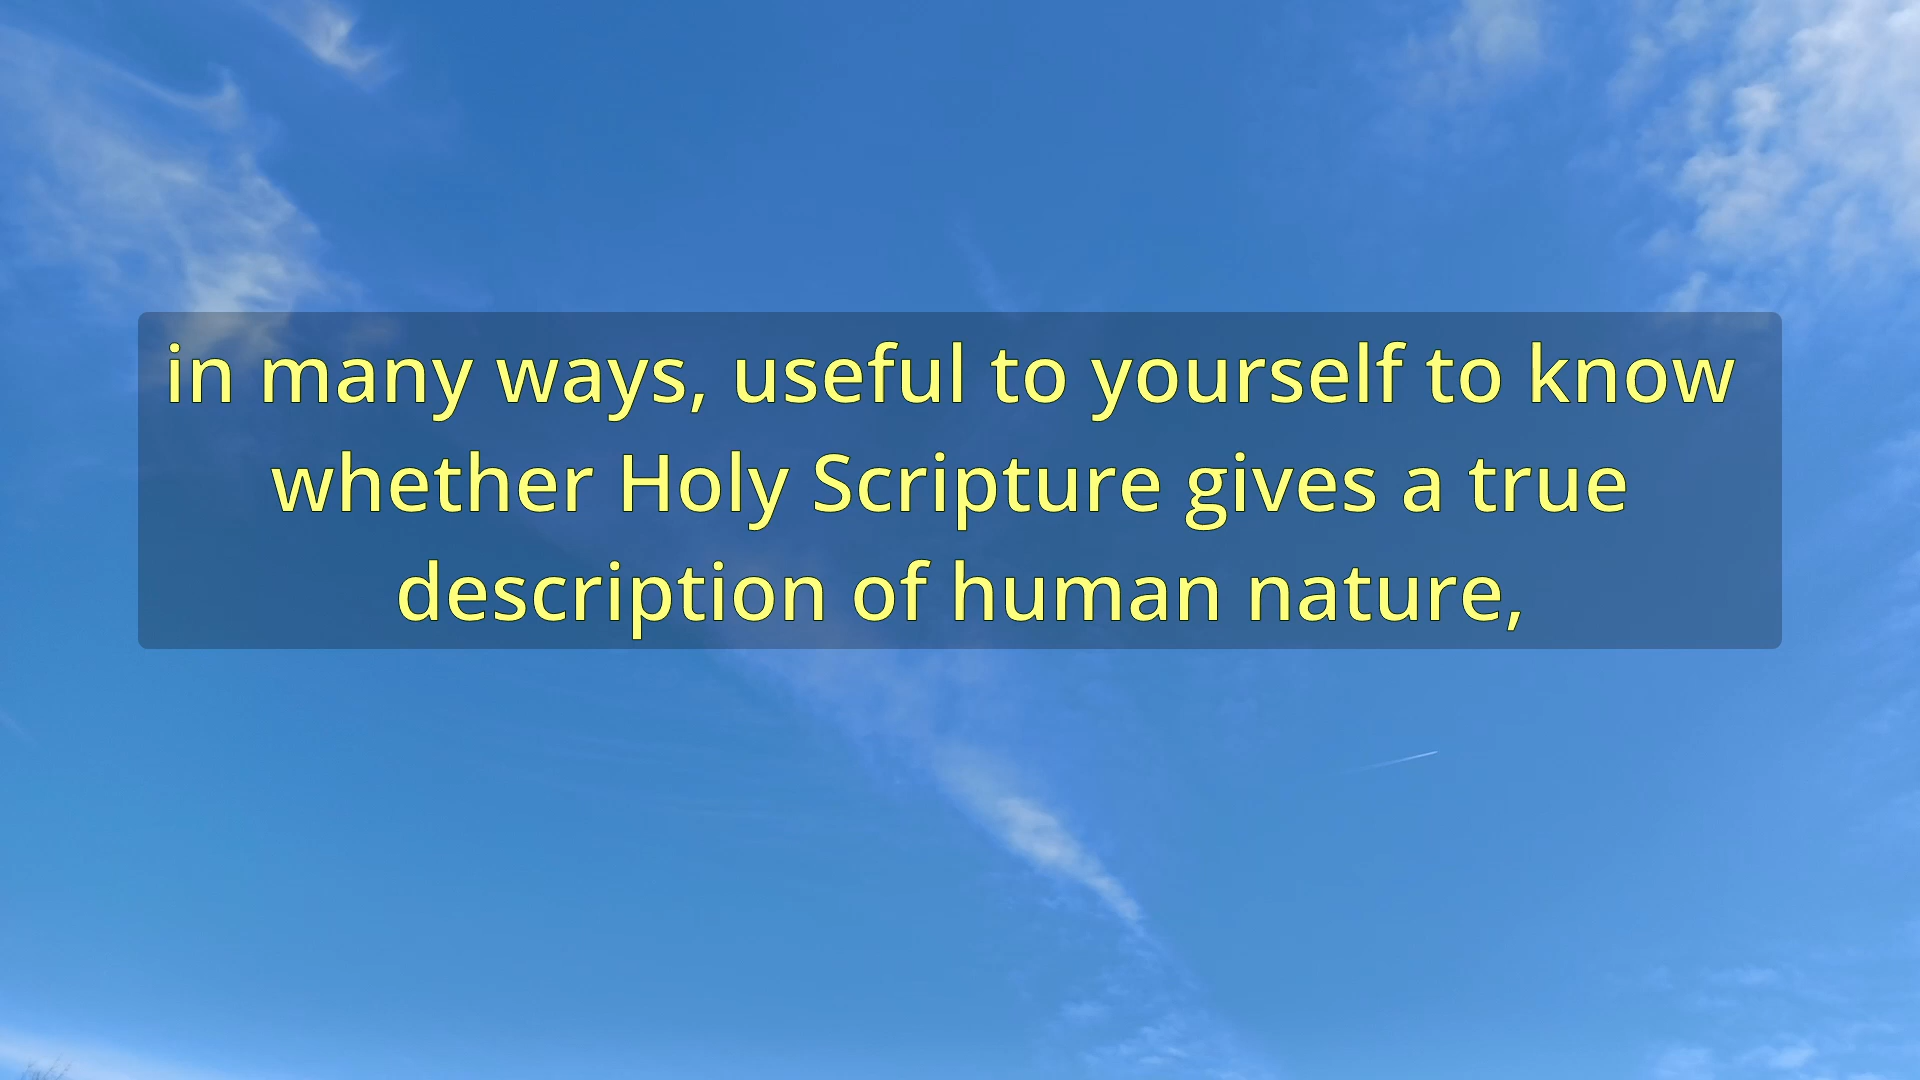 in many ways, useful to yourself to know
whether Holy Scripture gives a true
description of human nature,